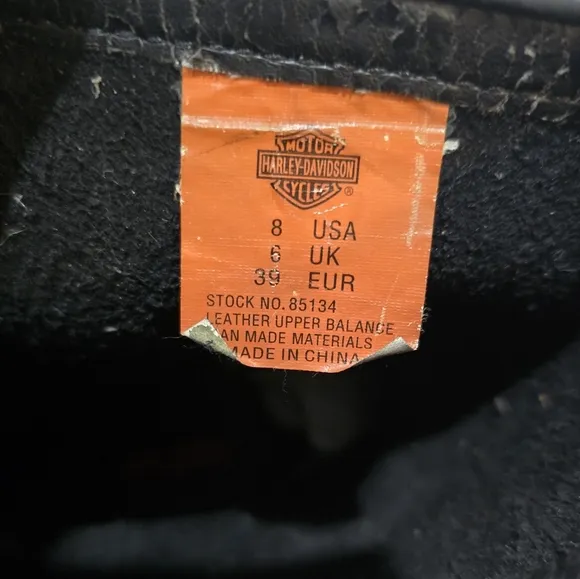 MOTOR
HARLEY-DAVIDSON
CYCLES ®
8 USA
6 UK
39 EUR
STOCK NO. 85134
LEATHER UPPER BALANCE
MAN MADE MATERIALS
MADE IN CHINA